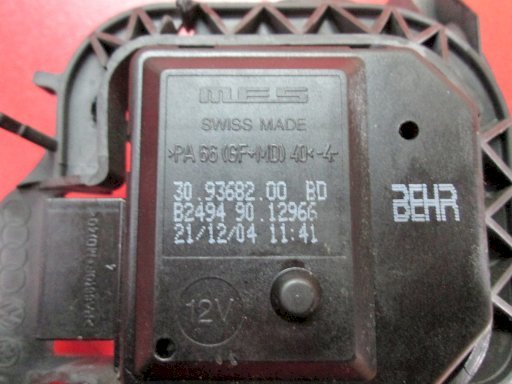 MES
SWISS MADE
>PA 66 (GF+MD) 40<-4-
30.93682.00 BD
B2494 90.12966
21/12/04 11:41
BEHR
12V
4